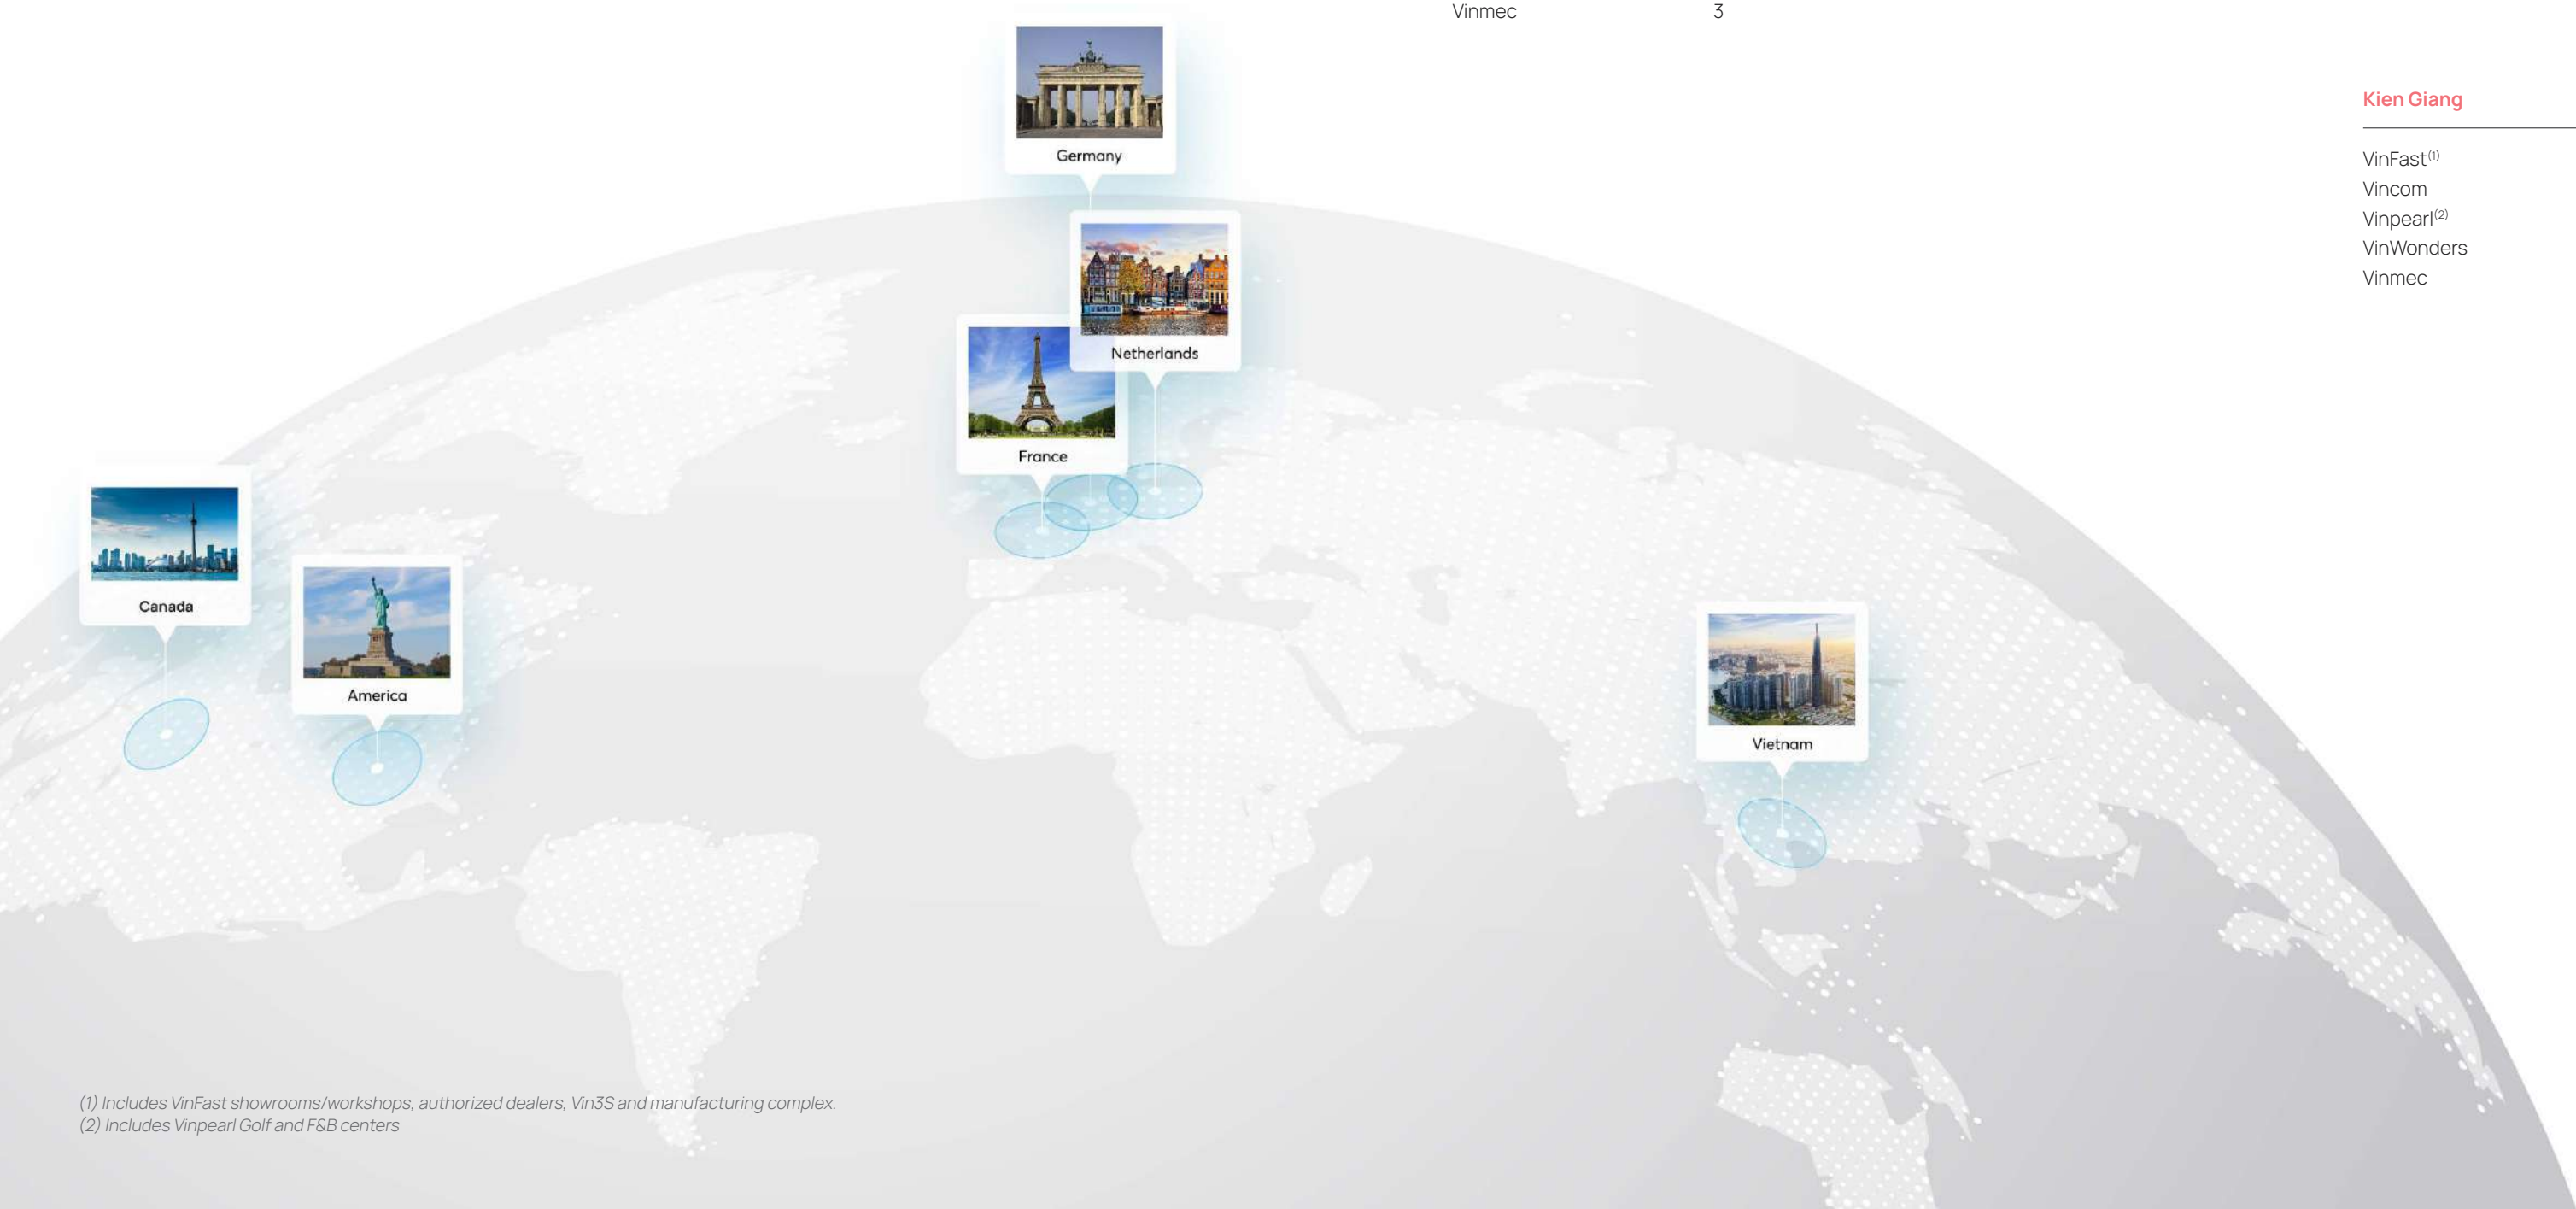 Vinmec 3
Kien Giang
VinFast(1)
Vincom
Vinpearl(2)
VinWonders
Vinmec
Germany
Netherlands
France
Canada
America
Vietnam
(1) Includes VinFast showrooms/workshops, authorized dealers, Vin3S and manufacturing complex.
(2) Includes Vinpearl Golf and F&B centers